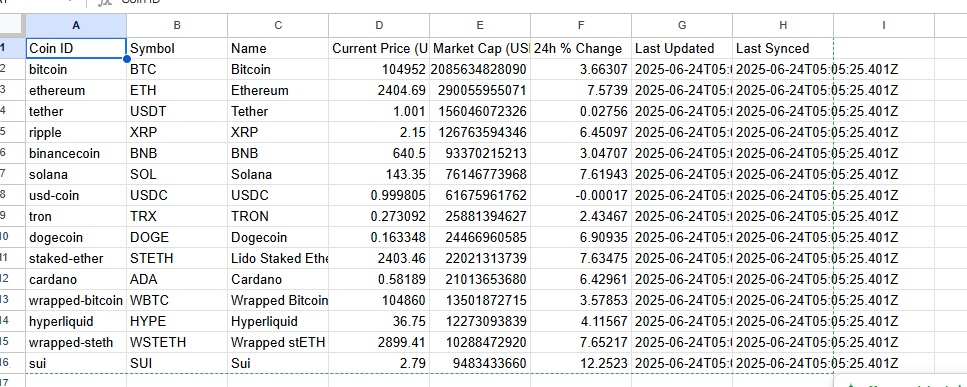 A B C D E F G H I
1 Coin ID Symbol Name Current Price (U Market Cap (US 24h % Change Last Updated Last Synced
2 bitcoin BTC Bitcoin 104952 2085634828090 3.66307 2025-06-24T05: 2025-06-24T05:05:25.401Z
3 ethereum ETH Ethereum 2404.69 290055955071 7.5739 2025-06-24T05: 2025-06-24T05:05:25.401Z
4 tether USDT Tether 1.001 156046072326 0.02756 2025-06-24T05: 2025-06-24T05:05:25.401Z
5 ripple XRP XRP 2.15 126763594346 6.45097 2025-06-24T05: 2025-06-24T05:05:25.401Z
6 binancecoin BNB BNB 640.5 93370215213 3.04707 2025-06-24T05: 2025-06-24T05:05:25.401Z
7 solana SOL Solana 143.35 76146773968 7.61943 2025-06-24T05: 2025-06-24T05:05:25.401Z
8 usd-coin USDC USDC 0.999805 61675961762 -0.00017 2025-06-24T05: 2025-06-24T05:05:25.401Z
9 tron TRX TRON 0.273092 25881394627 2.43467 2025-06-24T05: 2025-06-24T05:05:25.401Z
10 dogecoin DOGE Dogecoin 0.163348 24466960585 6.90935 2025-06-24T05: 2025-06-24T05:05:25.401Z
11 staked-ether STETH Lido Staked Ethe 2403.46 22021313739 7.63475 2025-06-24T05: 2025-06-24T05:05:25.401Z
12 cardano ADA Cardano 0.58189 21013653680 6.42961 2025-06-24T05: 2025-06-24T05:05:25.401Z
13 wrapped-bitcoin WBTC Wrapped Bitcoin 104860 13501872715 3.57853 2025-06-24T05: 2025-06-24T05:05:25.401Z
14 hyperliquid HYPE Hyperliquid 36.75 12273093839 4.11567 2025-06-24T05: 2025-06-24T05:05:25.401Z
15 wrapped-steth WSTETH Wrapped stETH 2899.41 10288472920 7.65217 2025-06-24T05: 2025-06-24T05:05:25.401Z
16 sui SUI Sui 2.79 9483433660 12.2523 2025-06-24T05: 2025-06-24T05:05:25.401Z
17